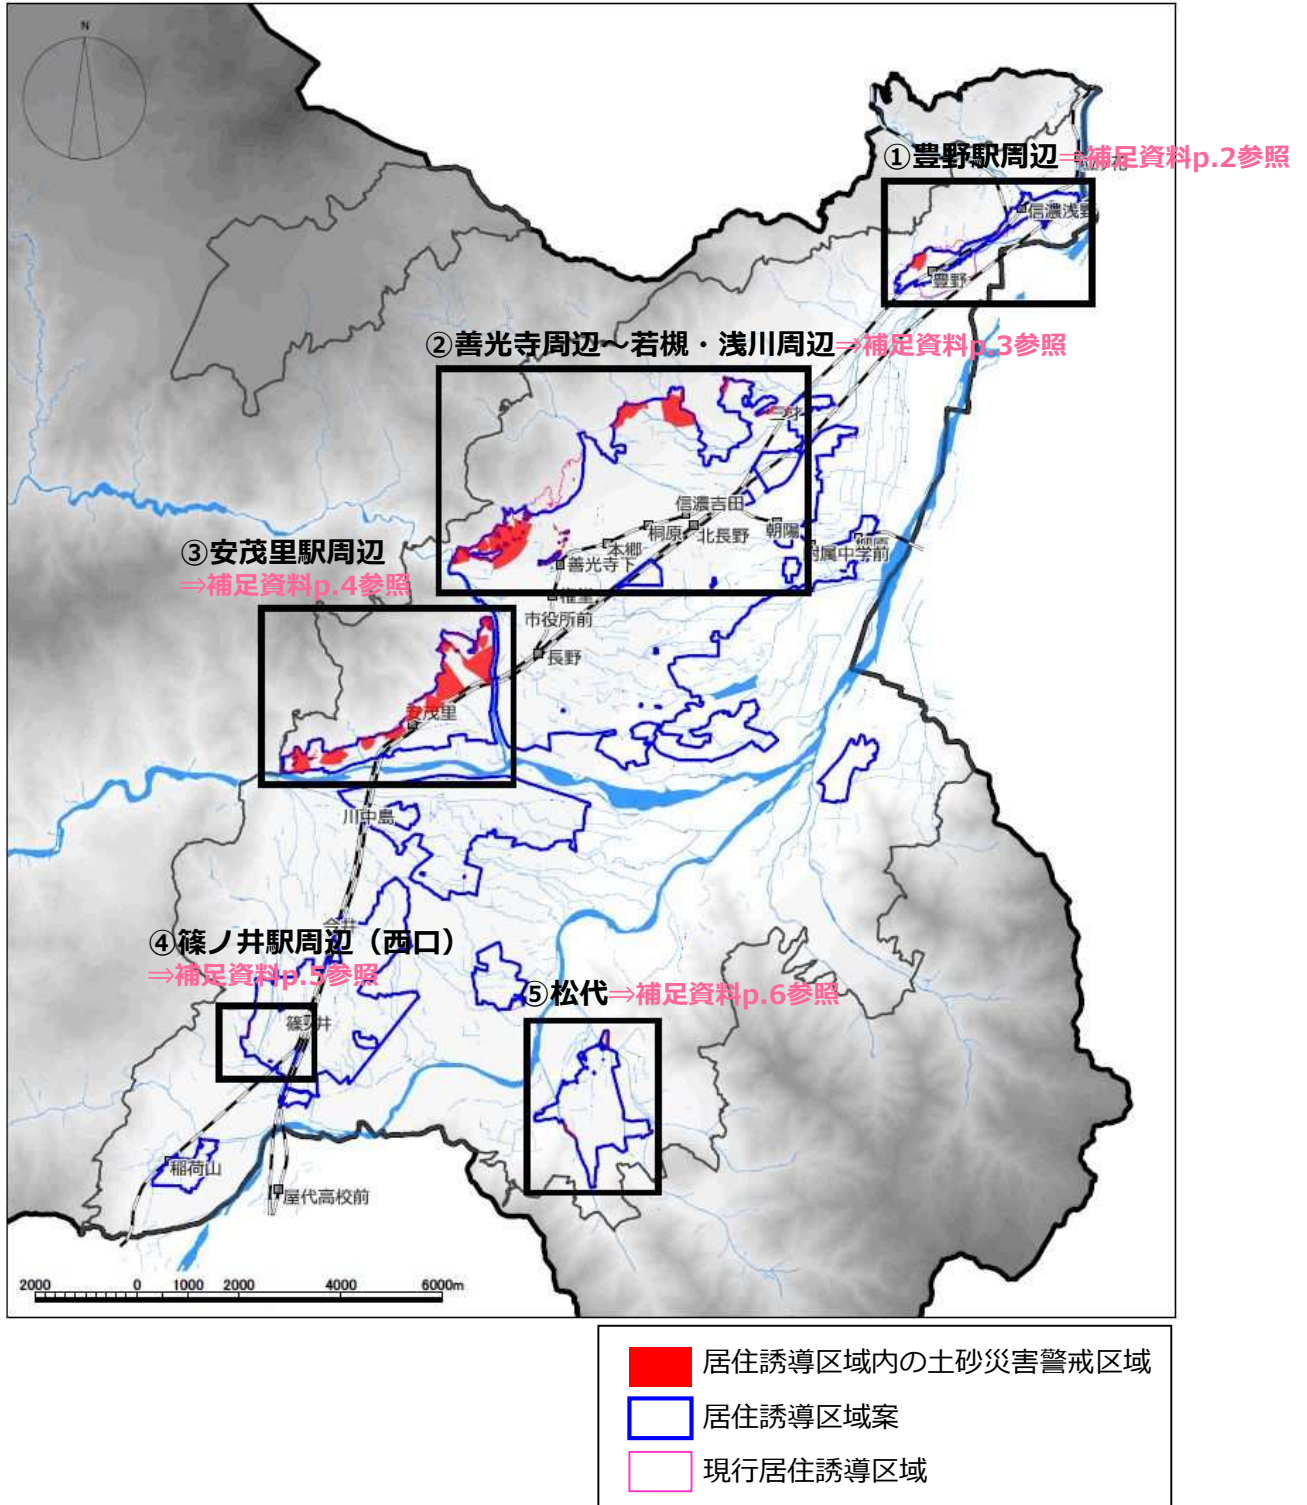 N
①豊野駅周辺⇒補足資料p.2参照
信濃浅野
豊野
②善光寺周辺～若槻・浅川周辺⇒補足資料p.3参照
三才
信濃吉田
朝陽
桐原
北長野
附属中学前
柳原
本郷
善光寺下
権堂
市役所前
長野
③安茂里駅周辺
⇒補足資料p.4参照
安茂里
川中島
今井
④篠ノ井駅周辺（西口）
⇒補足資料p.5参照
篠ノ井
⑤松代⇒補足資料p.6参照
稲荷山
屋代高校前
2000 0 1000 2000 4000 6000m
居住誘導区域内の土砂災害警戒区域
居住誘導区域案
現行居住誘導区域